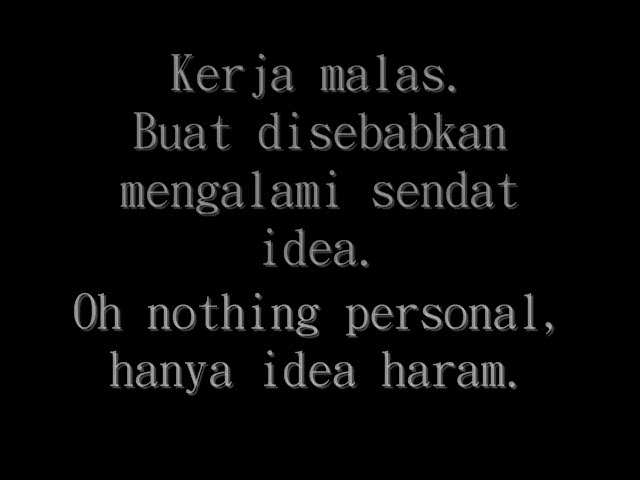 Kerja malas.
Buat disebabkan
mengalami sendat
idea.
Oh nothing personal,
hanya idea haram.